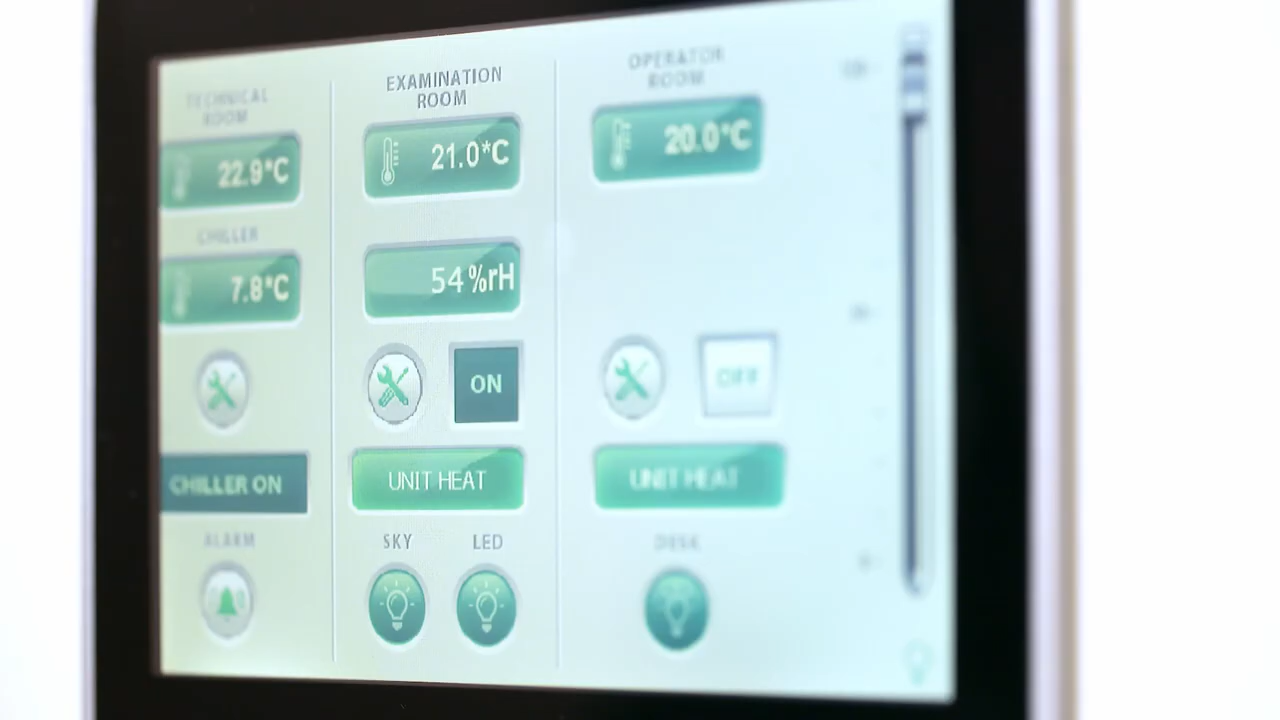 TECHNICAL
ROOM
22.9°C
CHILLER
7.8°C
CHILLER ON
ALARM
EXAMINATION
ROOM
21.0°C
54 %rH
ON
UNIT HEAT
SKY LED
OPERATOR
ROOM
20.0°C
OFF
UNIT HEAT
DESK